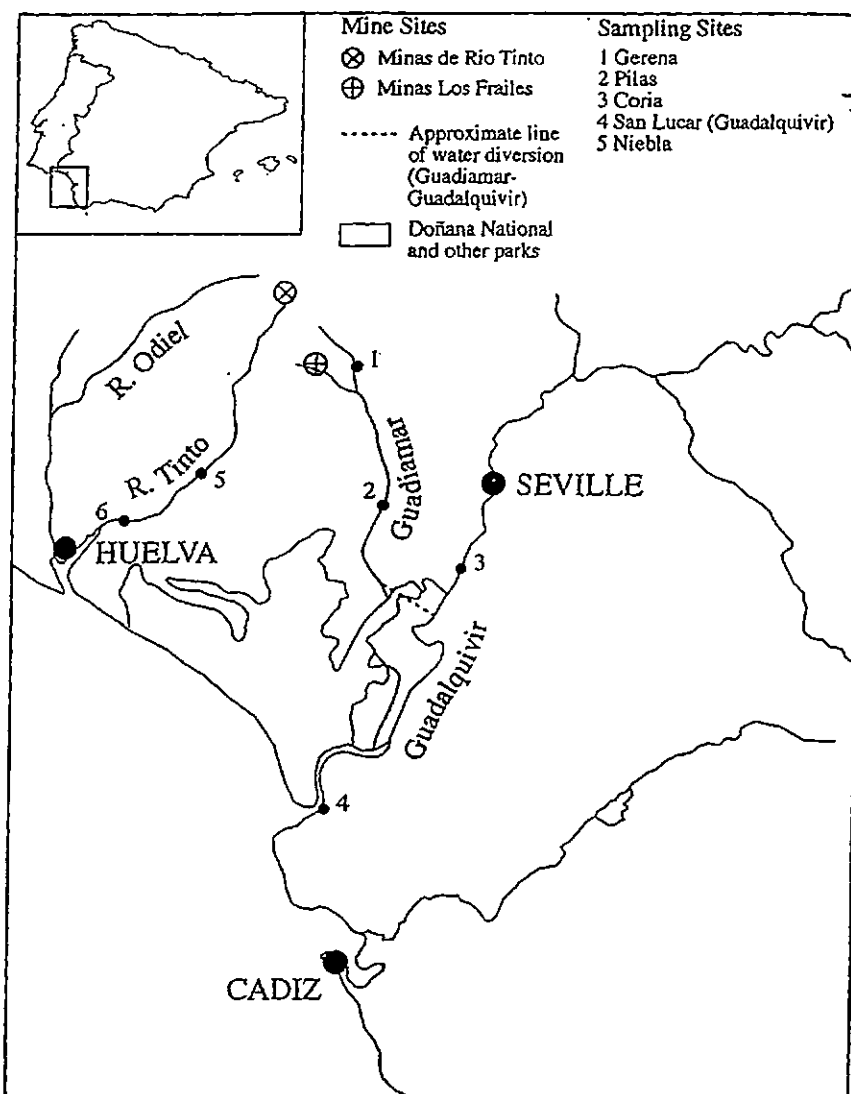 Mine Sites
Minas de Rio Tinto
Minas Los Frailes
Approximate line
of water diversion
(Guadiamar-
Guadalquivir)
Doñana National
and other parks
Sampling Sites
1 Gerena
2 Pilas
3 Coria
4 San Lucar (Guadalquivir)
5 Niebla
R. Odiel
1
R. Tinto
5
Guadiamar
2
SEVILLE
6
HUELVA
3
Guadalquivir
4
CADIZ